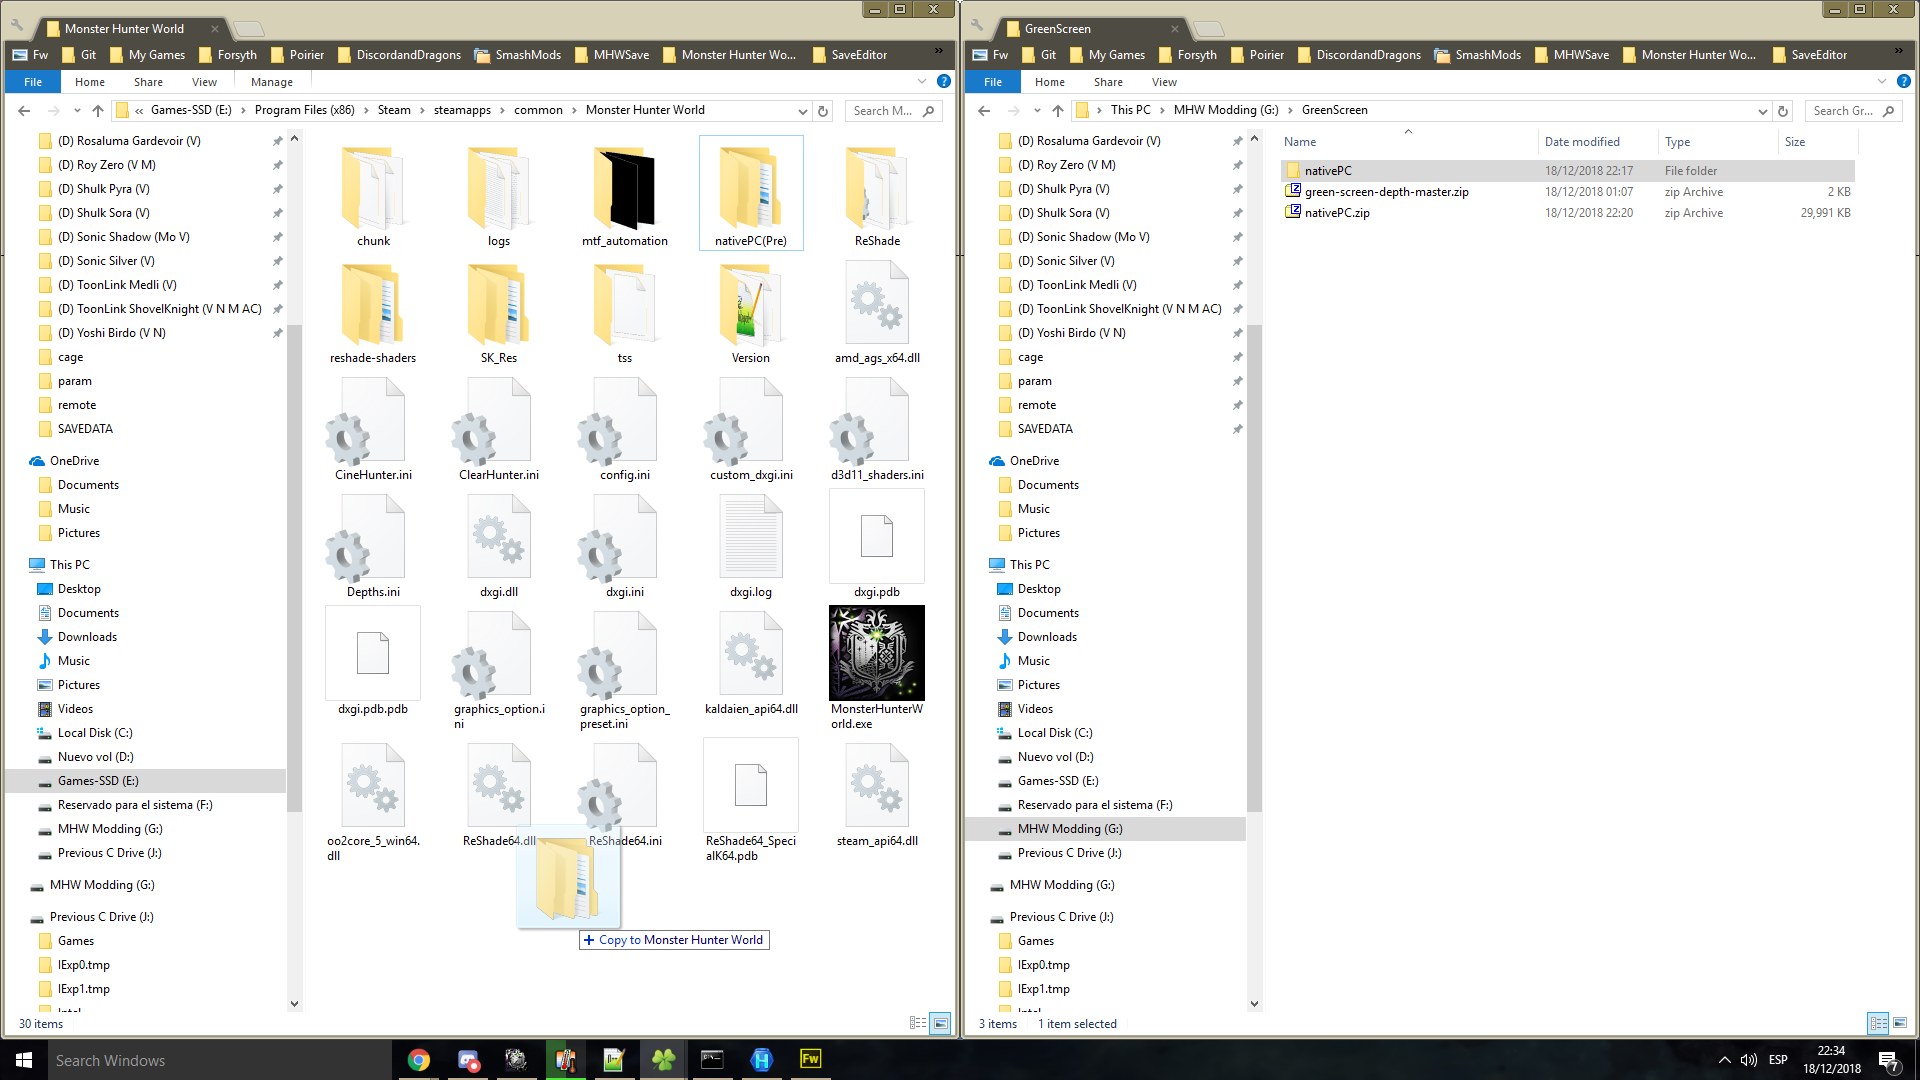 Monster Hunter World
Fw
Git
My Games
Forsyth
Poirier
DiscordandDragons
SmashMods
MHWSave
Monster Hunter Wo...
SaveEditor
»
File
Home
Share
View
Manage
« Games-SSD (E:) › Program Files (x86) › Steam › steamapps › common › Monster Hunter World
Search M...
(D) Rosaluma Gardevoir (V)
(D) Roy Zero (V M)
(D) Shulk Pyra (V)
(D) Shulk Sora (V)
(D) Sonic Shadow (Mo V)
(D) Sonic Silver (V)
(D) ToonLink Medli (V)
(D) ToonLink ShovelKnight (V N M AC)
(D) Yoshi Birdo (V N)
cage
param
remote
SAVEDATA
OneDrive
Documents
Music
Pictures
This PC
Desktop
Documents
Downloads
Music
Pictures
Videos
Local Disk (C:)
Nuevo vol (D:)
Games-SSD (E:)
Reservado para el sistema (F:)
MHW Modding (G:)
Previous C Drive (J:)
MHW Modding (G:)
Previous C Drive (J:)
Games
IExp0.tmp
IExp1.tmp
Intel
chunk
logs
mtf_automation
nativePC(Pre)
ReShade
reshade-shaders
SK_Res
tss
Version
amd_ags_x64.dll
CineHunter.ini
ClearHunter.ini
config.ini
custom_dxgi.ini
d3d11_shaders.ini
Depths.ini
dxgi.dll
dxgi.ini
dxgi.log
dxgi.pdb
dxgi.pdb.pdb
graphics_option.i
ni
graphics_option_
preset.ini
kaldaien_api64.dll
MonsterHunterW
orld.exe
oo2core_5_win64.
dll
ReShade64.dll
ReShade64.ini
ReShade64_Speci
alK64.pdb
steam_api64.dll
+ Copy to Monster Hunter World
30 items
GreenScreen
Fw
Git
My Games
Forsyth
Poirier
DiscordandDragons
SmashMods
MHWSave
Monster Hunter Wo...
SaveEditor
»
File
Home
Share
View
› This PC › MHW Modding (G:) › GreenScreen
Search Gr...
(D) Rosaluma Gardevoir (V)
(D) Roy Zero (V M)
(D) Shulk Pyra (V)
(D) Shulk Sora (V)
(D) Sonic Shadow (Mo V)
(D) Sonic Silver (V)
(D) ToonLink Medli (V)
(D) ToonLink ShovelKnight (V N M AC)
(D) Yoshi Birdo (V N)
cage
param
remote
SAVEDATA
OneDrive
Documents
Music
Pictures
This PC
Desktop
Documents
Downloads
Music
Pictures
Videos
Local Disk (C:)
Nuevo vol (D:)
Games-SSD (E:)
Reservado para el sistema (F:)
MHW Modding (G:)
Previous C Drive (J:)
MHW Modding (G:)
Previous C Drive (J:)
Games
IExp0.tmp
IExp1.tmp
Intel
Name Date modified Type Size
nativePC 18/12/2018 22:17 File folder
green-screen-depth-master.zip 18/12/2018 01:07 zip Archive 2 KB
nativePC.zip 18/12/2018 22:20 zip Archive 29,991 KB
3 items 1 item selected
Search Windows
Fw
ESP
22:34
18/12/2018
7